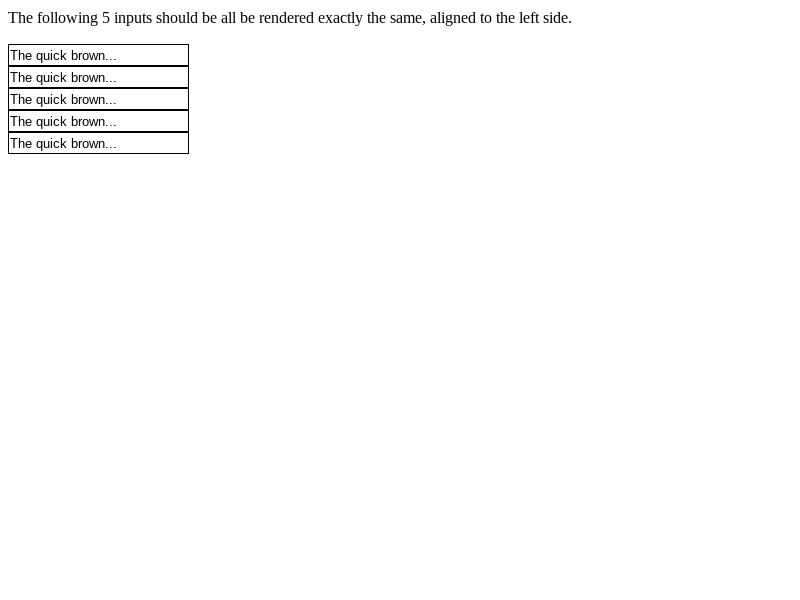 The following 5 inputs should be all be rendered exactly the same, aligned to the left side.
The quick brown...
The quick brown...
The quick brown...
The quick brown...
The quick brown...